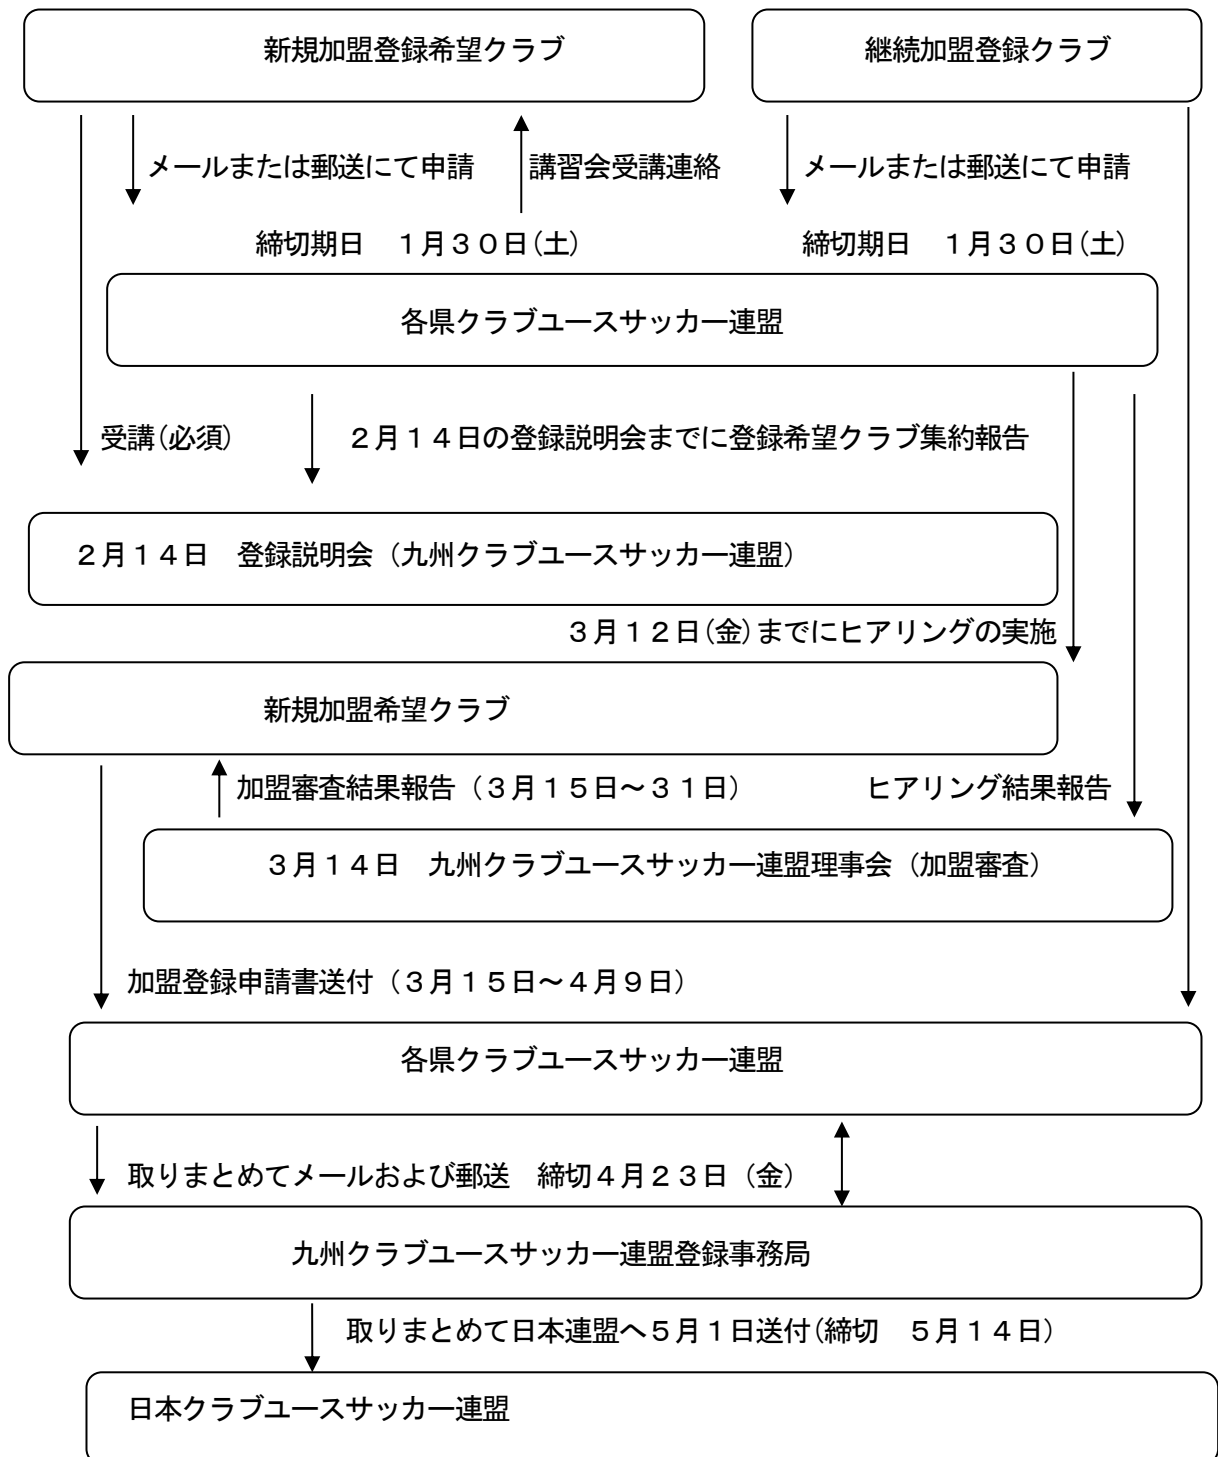 新規加盟登録希望クラブ
継続加盟登録クラブ
メールまたは郵送にて申請
講習会受講連絡
メールまたは郵送にて申請
締切期日　１月３０日(土)
締切期日　１月３０日(土)
各県クラブユースサッカー連盟
受講(必須)
２月１４日の登録説明会までに登録希望クラブ集約報告
２月１４日　登録説明会（九州クラブユースサッカー連盟）
３月１２日(金)までにヒアリングの実施
新規加盟希望クラブ
加盟審査結果報告（３月１５日～３１日）
ヒアリング結果報告
３月１４日　九州クラブユースサッカー連盟理事会（加盟審査）
加盟登録申請書送付（３月１５日～４月９日）
各県クラブユースサッカー連盟
取りまとめてメールおよび郵送　締切４月２３日（金）
九州クラブユースサッカー連盟登録事務局
取りまとめて日本連盟へ５月１日送付(締切　５月１４日)
日本クラブユースサッカー連盟